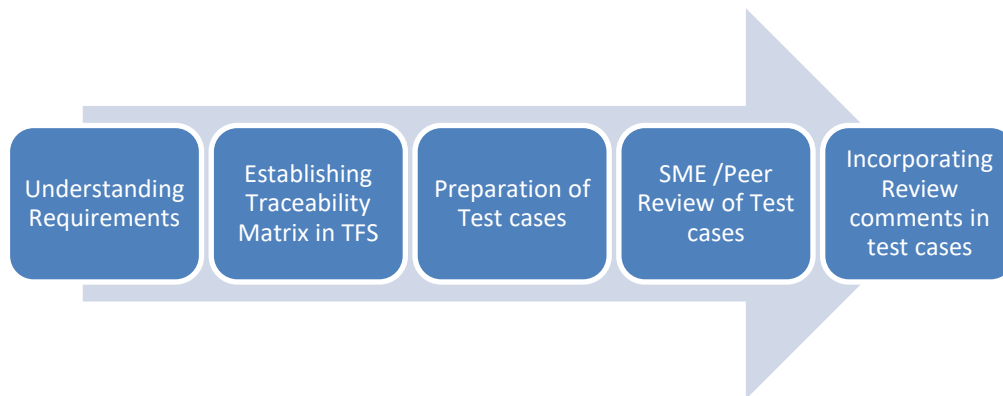 Understanding
Requirements
Establishing
Traceability
Matrix in TFS
Preparation of
Test cases
SME /Peer
Review of Test
cases
Incorporating
Review
comments in
test cases